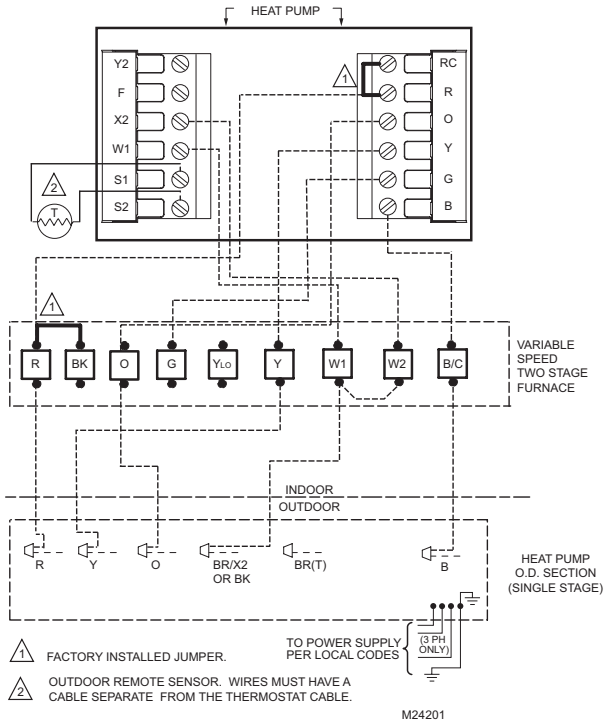 HEAT PUMP
Y2
F
X2
W1
S1
S2
2
T
1
RC
R
O
Y
G
B
1
R
BK
O
G
YLO
Y
W1
W2
B/C
VARIABLE
SPEED
TWO STAGE
FURNACE
INDOOR
OUTDOOR
R
Y
O
BR/X2
OR BK
BR(T)
B
HEAT PUMP
O.D. SECTION
(SINGLE STAGE)
TO POWER SUPPLY
PER LOCAL CODES
(3 PH
ONLY)
1 FACTORY INSTALLED JUMPER.
2 OUTDOOR REMOTE SENSOR. WIRES MUST HAVE A
CABLE SEPARATE FROM THE THERMOSTAT CABLE.
M24201